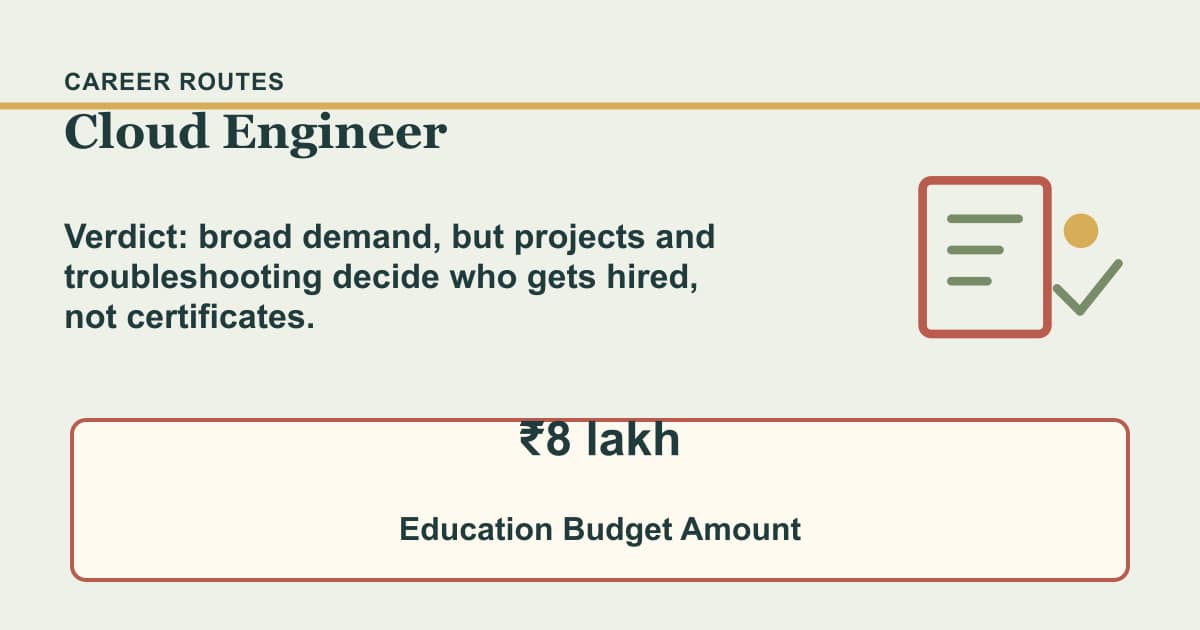 CAREER ROUTES
Cloud Engineer
Verdict: broad demand, but projects and
troubleshooting decide who gets hired,
not certificates.
₹8 lakh
Education Budget Amount